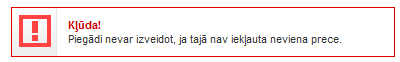 Kļūda!
Piegādi nevar izveidot, ja tajā nav iekļauta neviena prece.